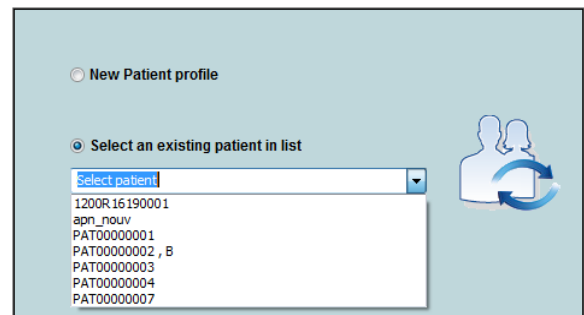 New Patient profile
Select an existing patient in list
Select patient
1200R16190001
apn_nouv
PAT00000001
PAT00000002 , B
PAT00000003
PAT00000004
PAT00000007